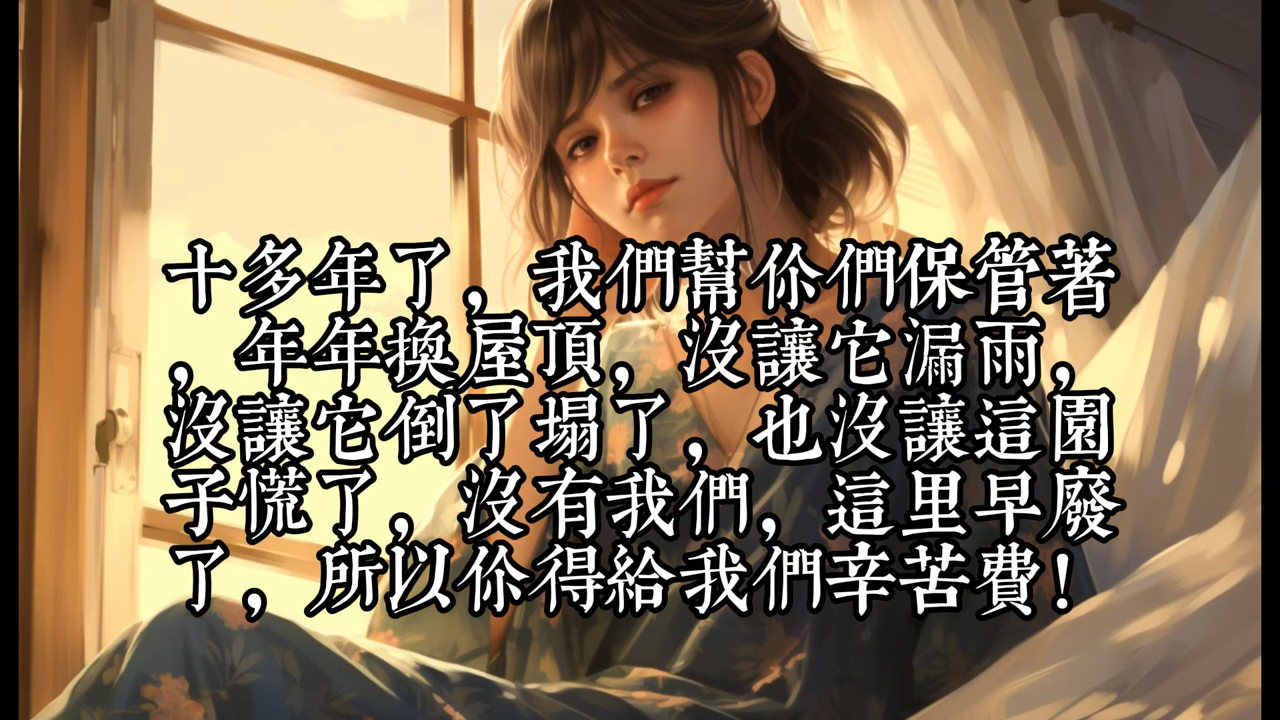 十多年了，我們幫你們保管著
，年年換屋頂，沒讓它漏雨，
沒讓它倒了塌了，也沒讓這園
子慌了，沒有我們，這里早廢
了，所以你得給我們辛苦費！